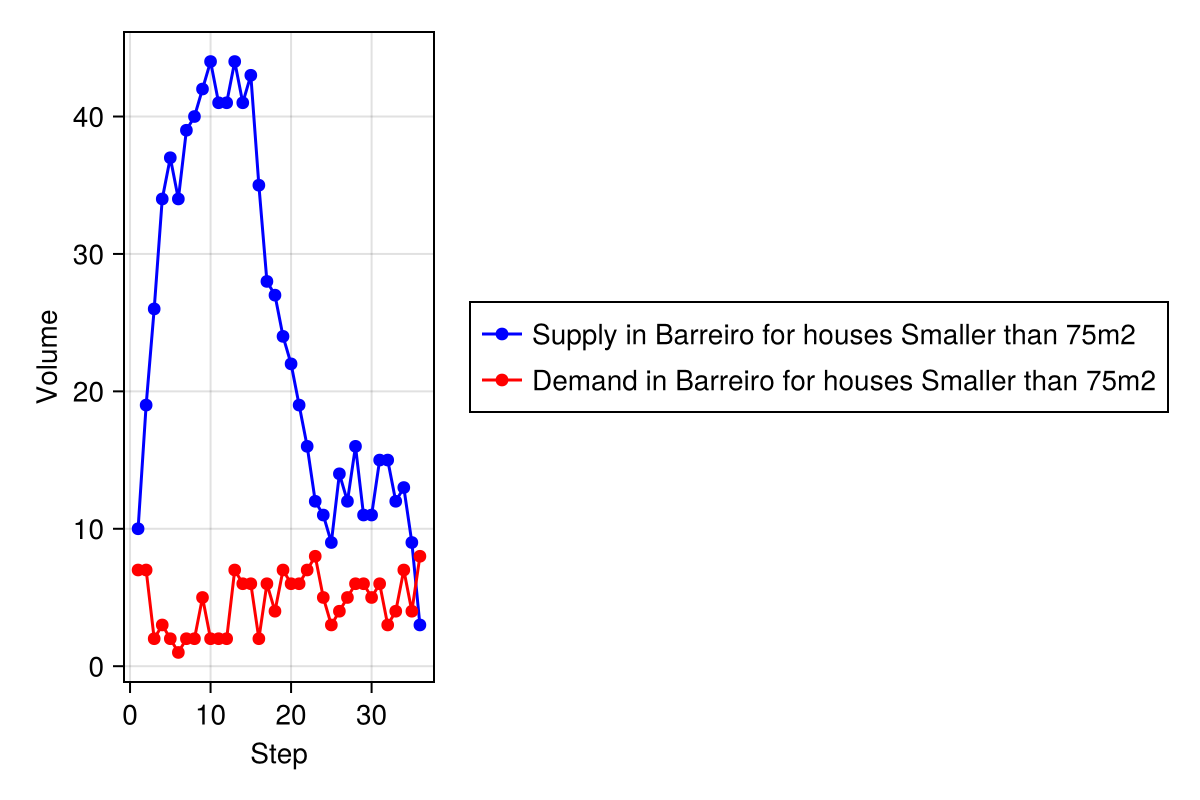 40
30
20
10
0
Volume
0 10 20 30
Step
Supply in Barreiro for houses Smaller than 75m2
Demand in Barreiro for houses Smaller than 75m2